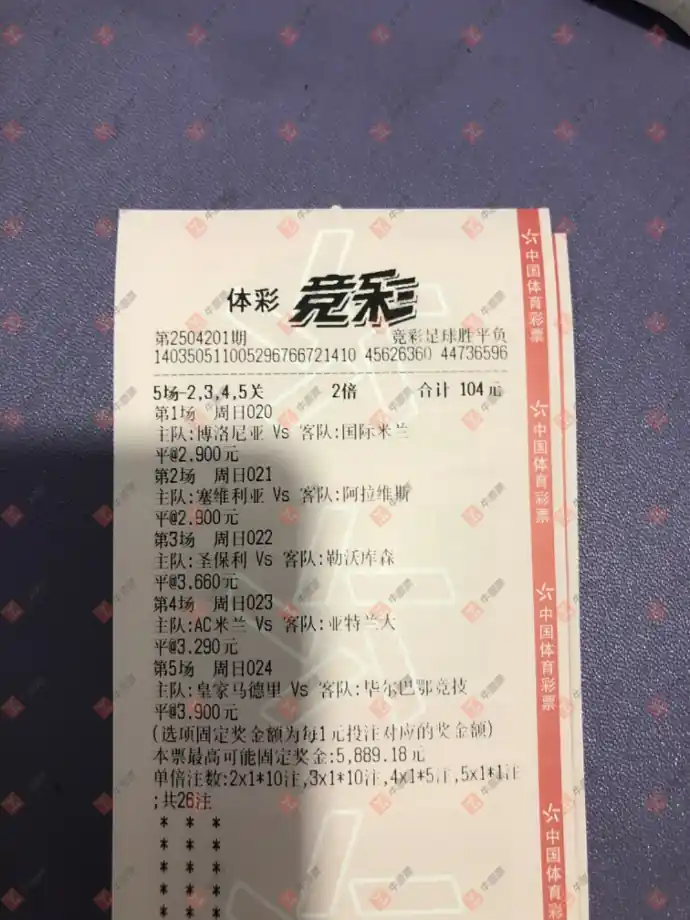 体彩 竞彩
第2504201期 竞彩足球胜平负
140350511005296766721410 45626360 44736596
5场-2,3,4,5关 2倍 合计 104元
第1场 周日020
主队:博洛尼亚 Vs 客队:国际米兰
平@2.900元
第2场 周日021
主队:塞维利亚 Vs 客队:阿拉维斯
平@2.900元
第3场 周日022
主队:圣保利 Vs 客队:勒沃库森
平@3.660元
第4场 周日023
主队:AC米兰 Vs 客队:亚特兰大
平@3.290元
第5场 周日024
主队:皇家马德里 Vs 客队:毕尔巴鄂竞技
平@3.900元
(选项固定奖金额为每1元投注对应的奖金额)
本票最高可能固定奖金:5,889.18元
单倍注数:2x1*10注,3x1*10注,4x1*5注,5x1*1注
;共26注
* * *
* * *
* * *
* * *
* * *
中国体育彩票
中国体育彩票
中国体育彩票
中国体育彩票